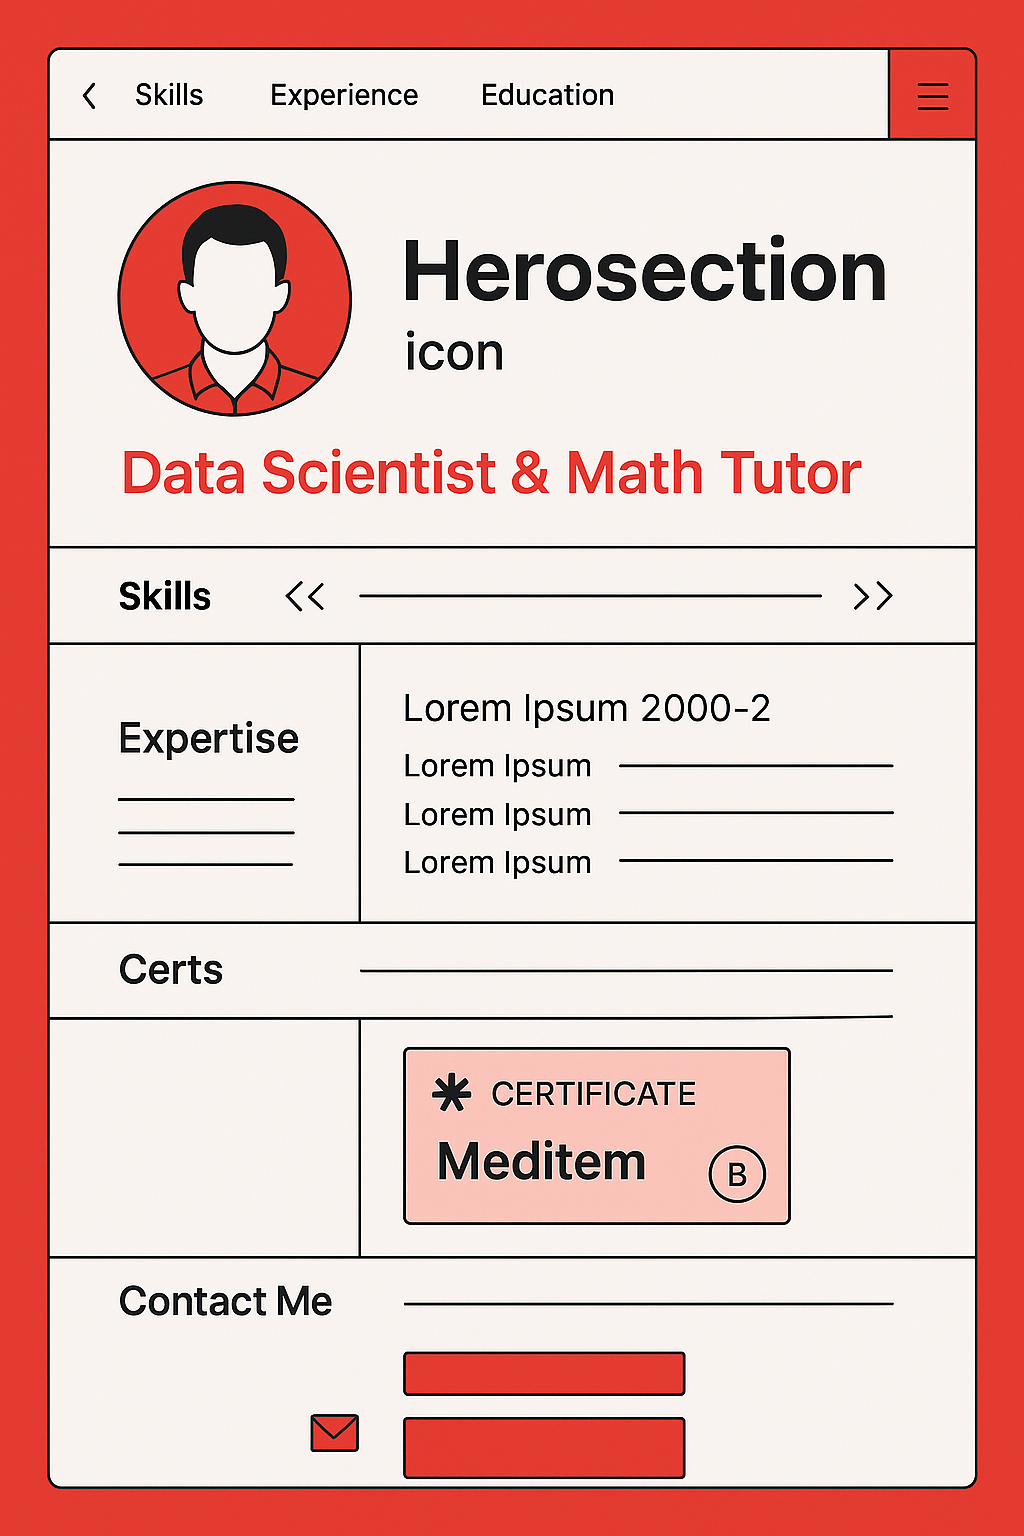 Skills Experience Education
Herosection
icon
Data Scientist & Math Tutor
Skills
Expertise
Lorem Ipsum 2000-2
Lorem Ipsum
Lorem Ipsum
Lorem Ipsum
Certs
CERTIFICATE
Meditem
B
Contact Me